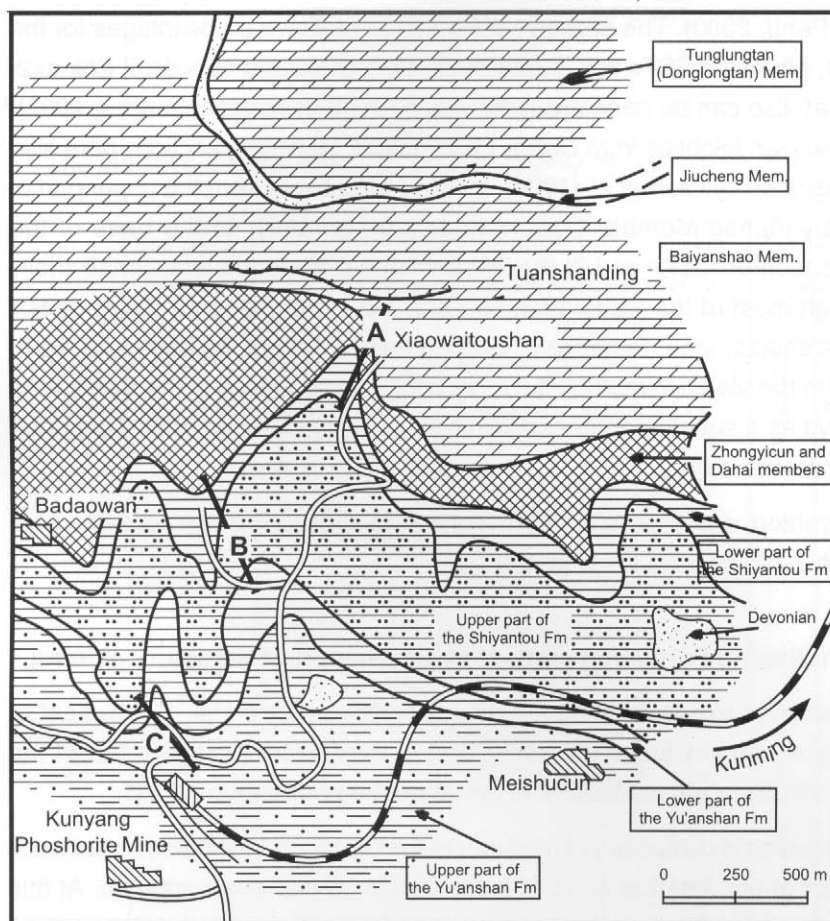 Tunglungtan
(Donglongtan) Mem.
Jiucheng Mem.
Baiyanshao Mem.
Tuanshanding
A
Xiaowaitoushan
Zhongyicun and
Dahai members
Badaowan
B
Lower part of
the Shiyantou Fm
Upper part of
the Shiyantou Fm
Devonian
C
Kunming
Meishucun
Lower part of
the Yu'anshan Fm
Kunyang
Phoshorite Mine
Upper part of
the Yu'anshan Fm
0 250 500 m